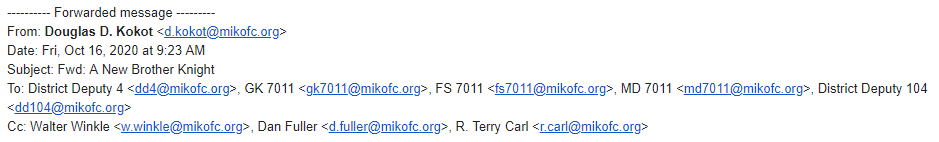 ---------- Forwarded message ---------
From: Douglas D. Kokot <d.kokot@mikofc.org>
Date: Fri, Oct 16, 2020 at 9:23 AM
Subject: Fwd: A New Brother Knight
To: District Deputy 4 <dd4@mikofc.org>, GK 7011 <gk7011@mikofc.org>, FS 7011 <fs7011@mikofc.org>, MD 7011 <md7011@mikofc.org>, District Deputy 104
<dd104@mikofc.org>
Cc: Walter Winkle <w.winkle@mikofc.org>, Dan Fuller <d.fuller@mikofc.org>, R. Terry Carl <r.carl@mikofc.org>